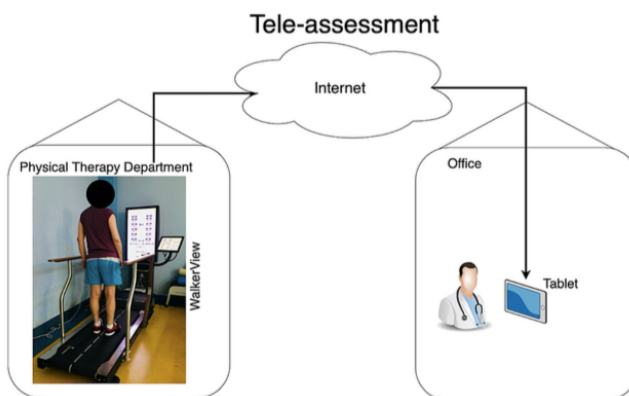 Tele-assessment
Internet
Physical Therapy Department
WalkerView
Office
Tablet